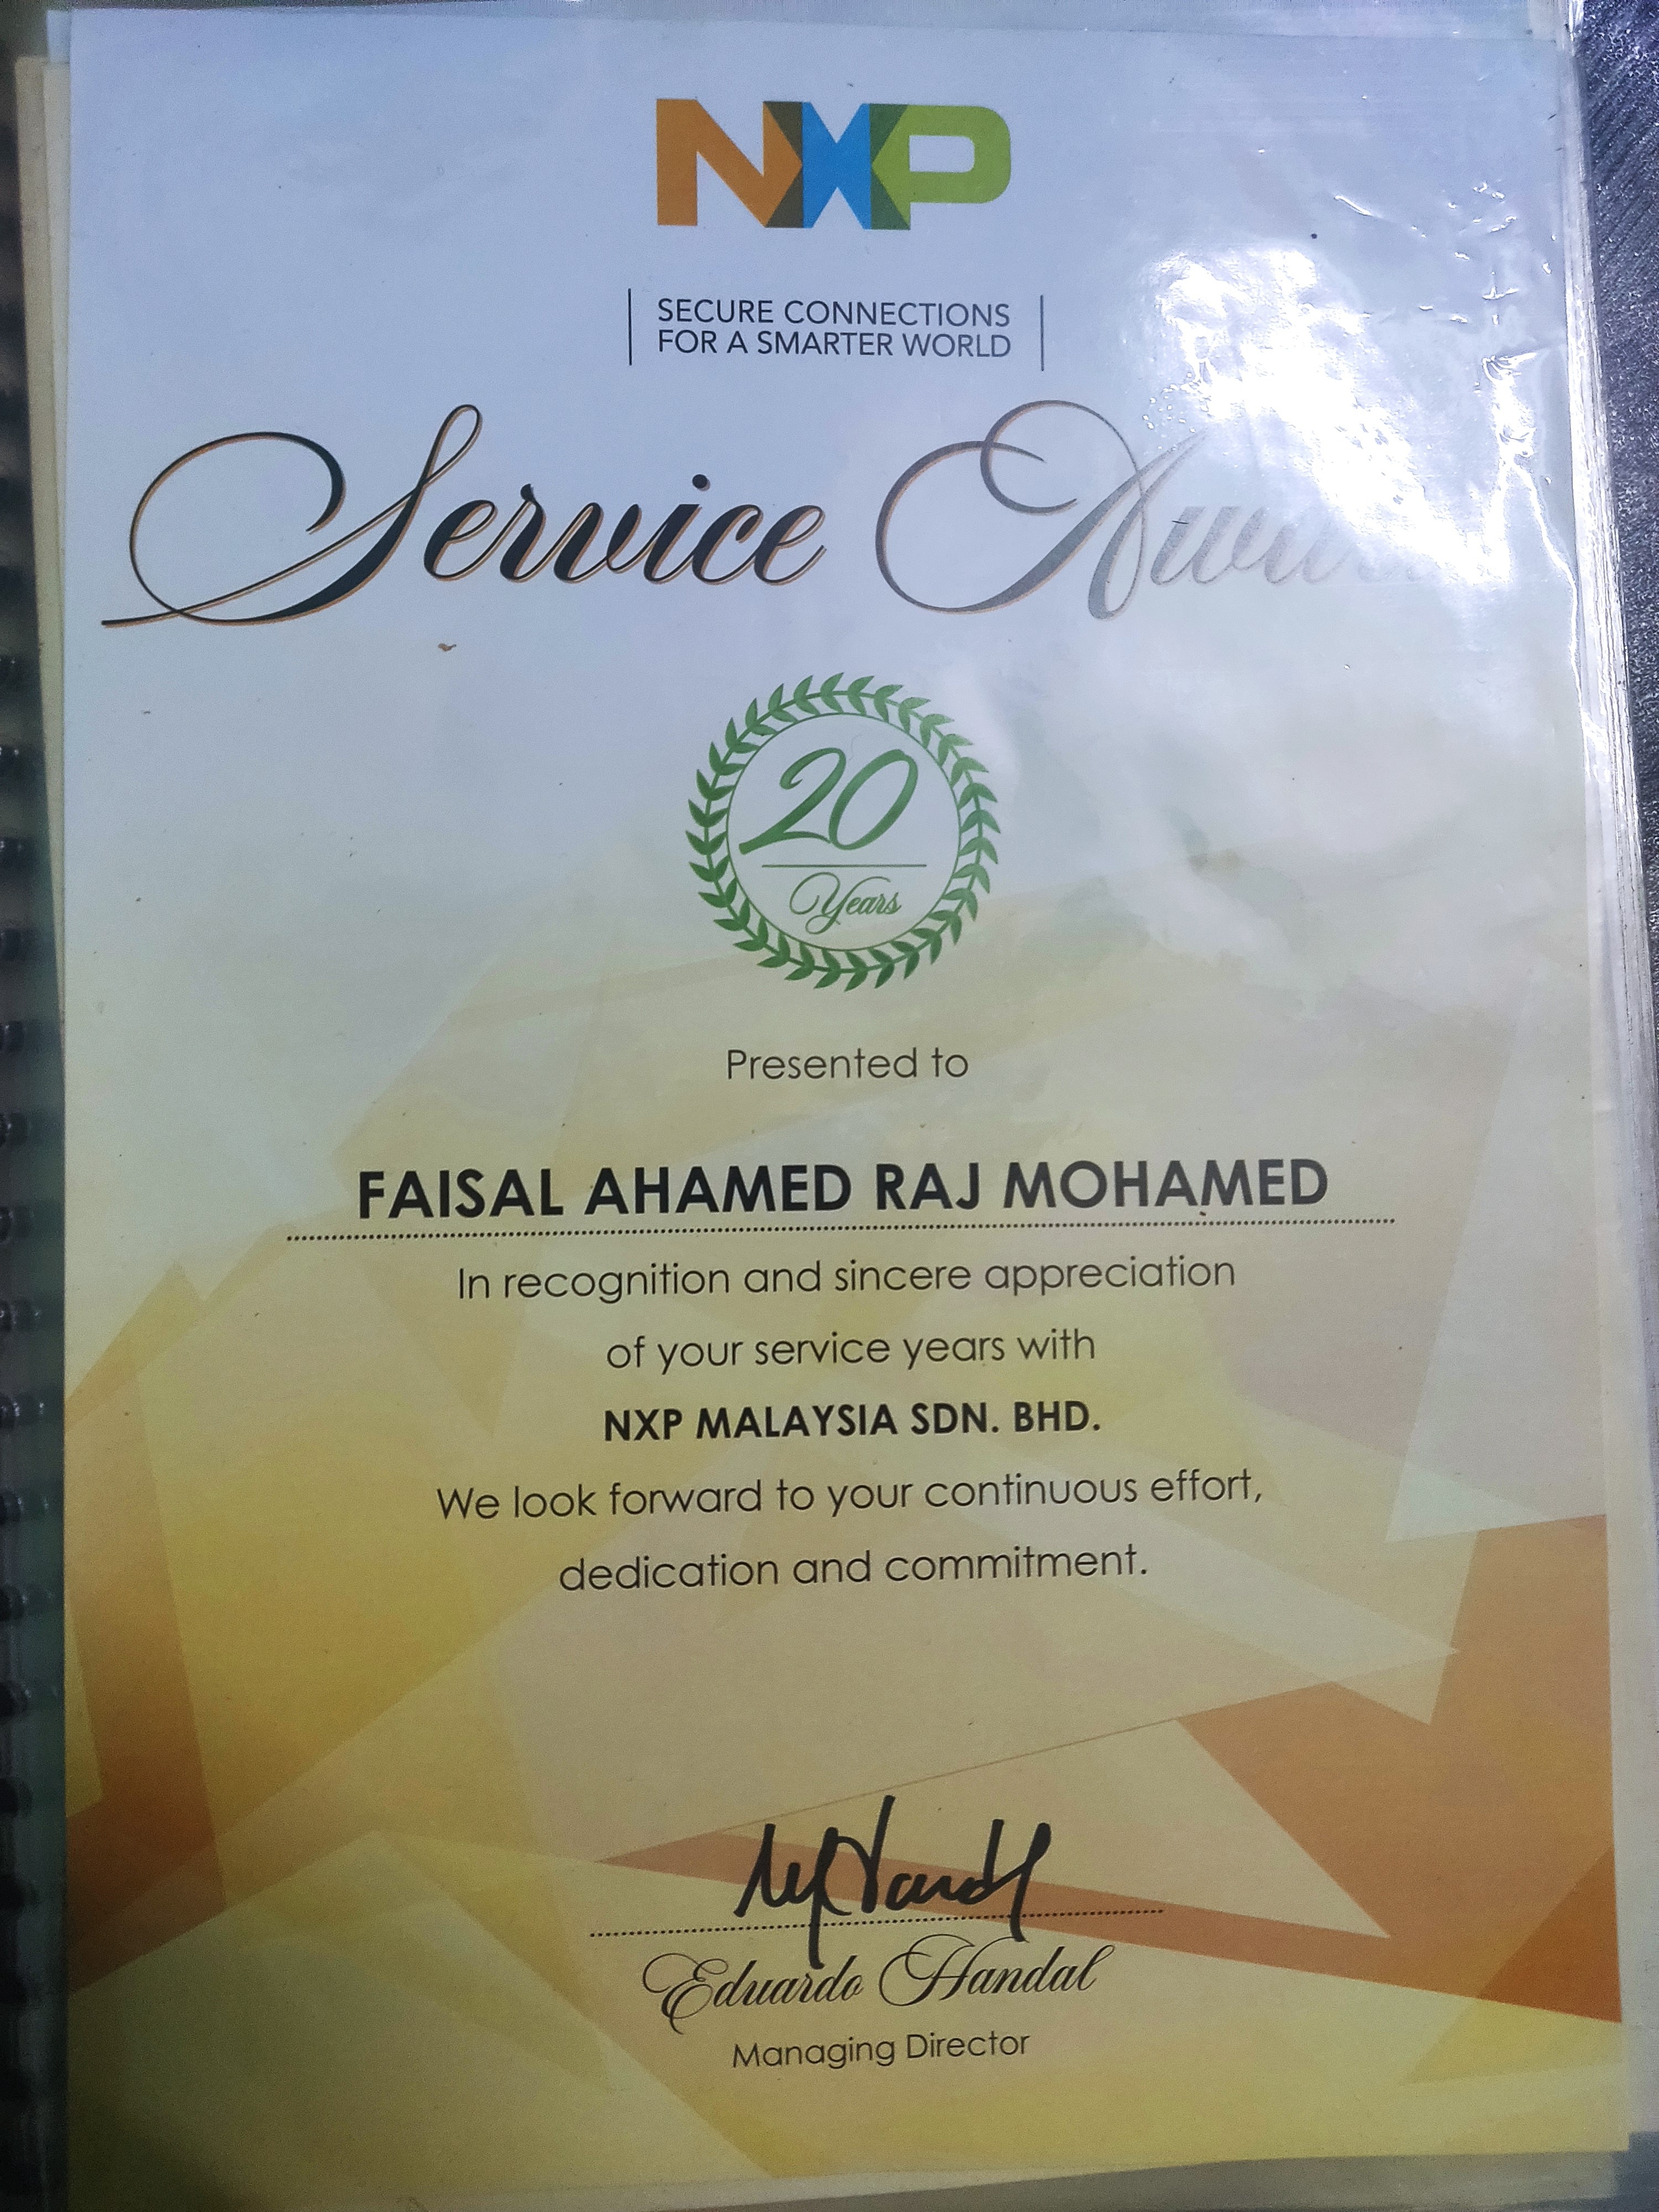 NXP
SECURE CONNECTIONS
FOR A SMARTER WORLD
Service
20
Years
Presented to
FAISAL AHAMED RAJ MOHAMED
In recognition and sincere appreciation
of your service years with
NXP MALAYSIA SDN. BHD.
We look forward to your continuous effort,
dedication and commitment.
Eduardo Handal
Managing Director